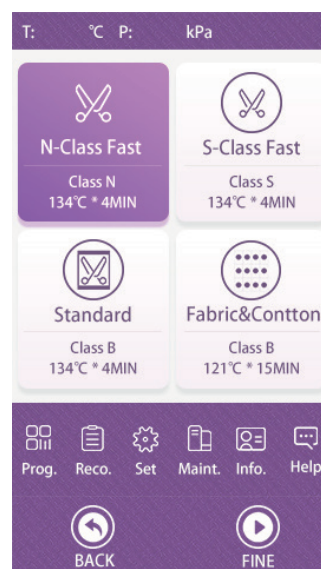 T: ℃ P: kPa
N-Class Fast
Class N
134℃ * 4MIN
S-Class Fast
Class S
134℃ * 4MIN
Standard
Class B
134℃ * 4MIN
Fabric&Contton
Class B
121℃ * 15MIN
Prog. Reco. Set Maint. Info. Help
BACK FINE